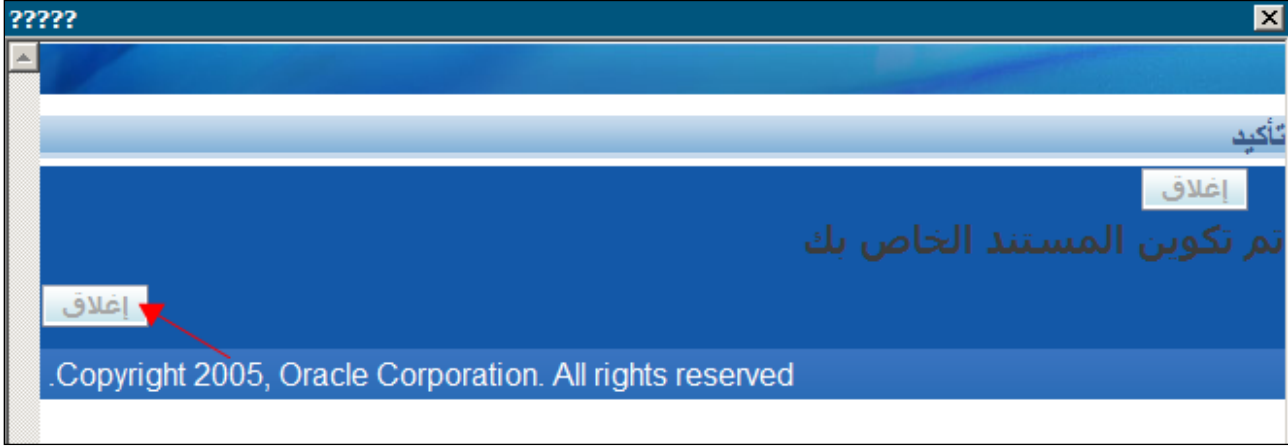 ?????
تأكيد
إغلاق
تم تكوين المستند الخاص بك
إغلاق
.Copyright 2005, Oracle Corporation. All rights reserved